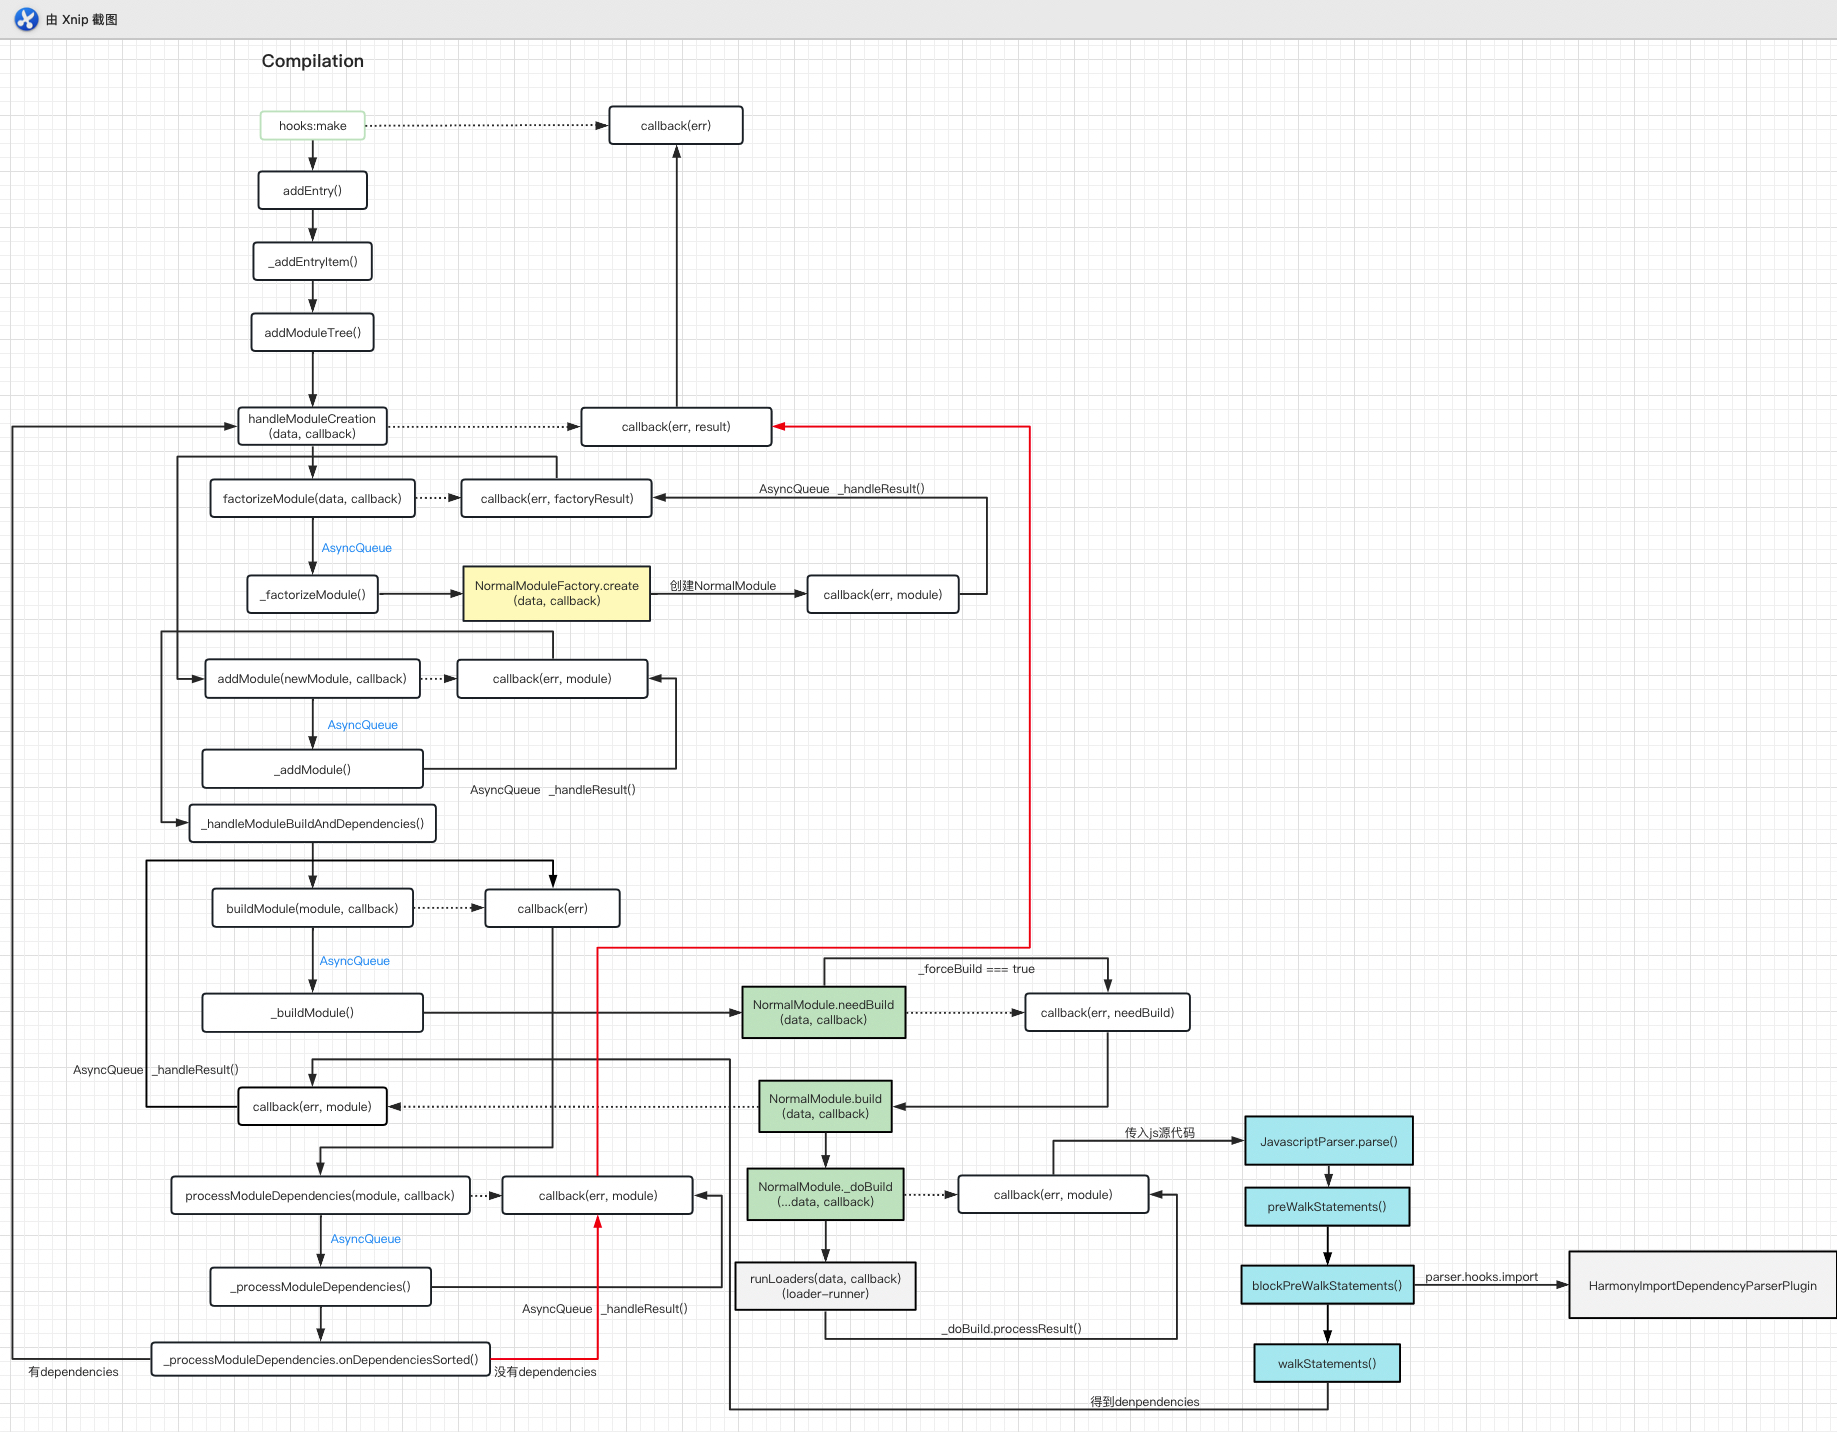 由 Xnip 截图
Compilation
hooks:make
callback(err)
addEntry()
_addEntryItem()
addModuleTree()
handleModuleCreation
(data, callback)
callback(err, result)
factorizeModule(data, callback)
callback(err, factoryResult)
AsyncQueue _handleResult()
AsyncQueue
_factorizeModule()
NormalModuleFactory.create
(data, callback)
创建NormalModule
callback(err, module)
addModule(newModule, callback)
callback(err, module)
AsyncQueue
_addModule()
AsyncQueue _handleResult()
_handleModuleBuildAndDependencies()
buildModule(module, callback)
callback(err)
AsyncQueue
_forceBuild === true
_buildModule()
NormalModule.needBuild
(data, callback)
callback(err, needBuild)
AsyncQueue _handleResult()
callback(err, module)
NormalModule.build
(data, callback)
传入js源代码
JavascriptParser.parse()
processModuleDependencies(module, callback)
callback(err, module)
NormalModule._doBuild
(...data, callback)
callback(err, module)
preWalkStatements()
AsyncQueue
_processModuleDependencies()
runLoaders(data, callback)
(loader-runner)
blockPreWalkStatements()
parser.hooks.import
HarmonyImportDependencyParserPlugin
AsyncQueue _handleResult()
_doBuild.processResult()
_processModuleDependencies.onDependenciesSorted()
有dependencies
没有dependencies
walkStatements()
得到denpendencies